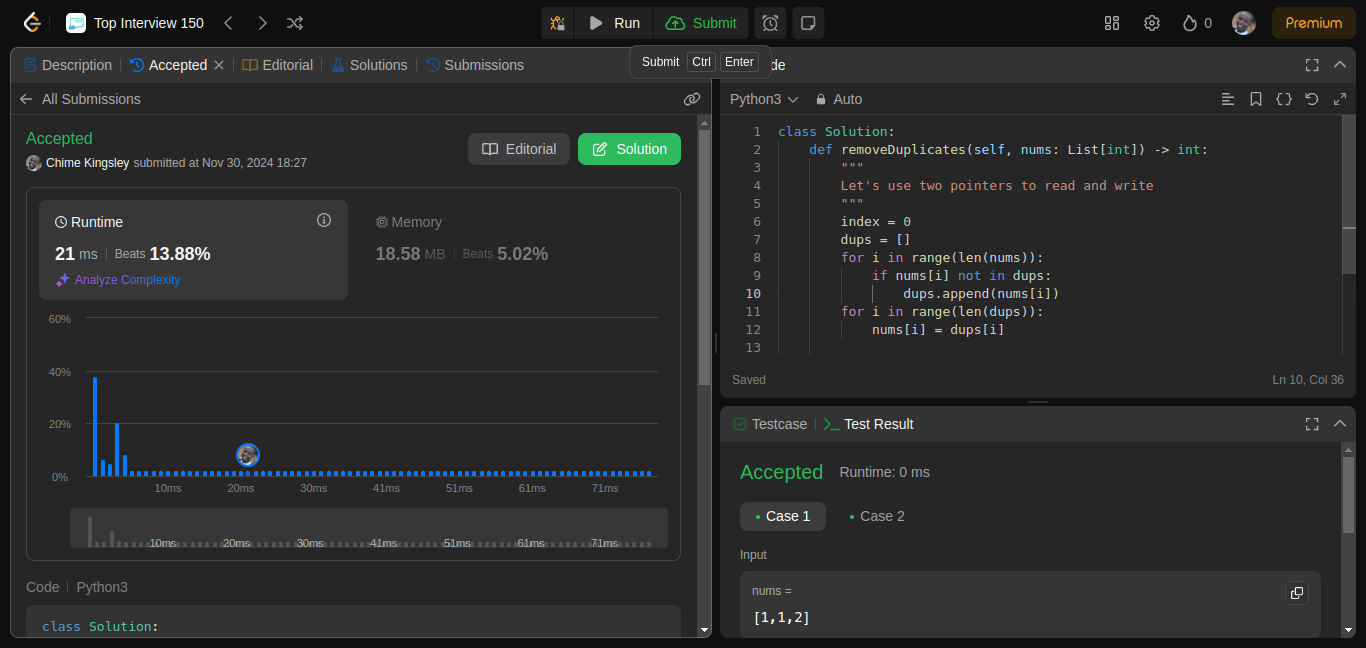 Top Interview 150
Run
Submit
0
Premium
Submit Ctrl Enter
Description
Accepted
Editorial
Solutions
Submissions
de
All Submissions
Accepted
Chime Kingsley submitted at Nov 30, 2024 18:27
Editorial
Solution
Runtime
21 ms
Beats 13.88%
Analyze Complexity
Memory
18.58 MB
Beats 5.02%
60%
40%
20%
0%
10ms 20ms 30ms 41ms 51ms 61ms 71ms
10ms 20ms 30ms 41ms 51ms 61ms 71ms
Code
Python3
class Solution:
Python3
Auto
1 class Solution:
2 def removeDuplicates(self, nums: List[int]) -> int:
3 """
4 Let's use two pointers to read and write
5 """
6 index = 0
7 dups = []
8 for i in range(len(nums)):
9 if nums[i] not in dups:
10 dups.append(nums[i])
11 for i in range(len(dups)):
12 nums[i] = dups[i]
13
Saved
Ln 10, Col 36
Testcase
Test Result
Accepted
Runtime: 0 ms
Case 1
Case 2
Input
nums =
[1,1,2]